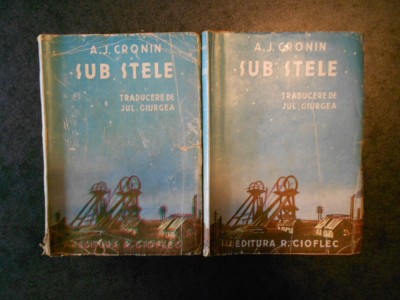 A.J. CRONIN
SUB STELE
TRADUCERE DE
JUL. GIURGEA
EDITURA R. CIOFLEC
A.J. CRONIN
SUB STELE
TRADUCERE DE
JUL. GIURGEA
EDITURA R. CIOFLEC